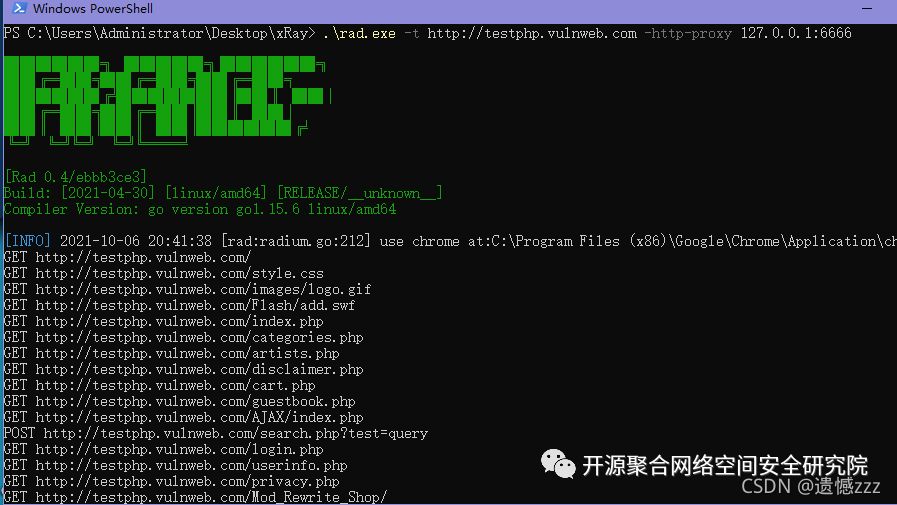 Windows PowerShell
PS C:\Users\Administrator\Desktop\xRay> .\rad.exe -t http://testphp.vulnweb.com -http-proxy 127.0.0.1:6666
RAD
[Rad 0.4/ebbb3ce3]
Build: [2021-04-30] [linux/amd64] [RELEASE/__unknown__]
Compiler Version: go version go1.15.6 linux/amd64
[INFO] 2021-10-06 20:41:38 [rad:radium.go:212] use chrome at:C:\Program Files (x86)\Google\Chrome\Application\ch
GET http://testphp.vulnweb.com/
GET http://testphp.vulnweb.com/style.css
GET http://testphp.vulnweb.com/images/logo.gif
GET http://testphp.vulnweb.com/Flash/add.swf
GET http://testphp.vulnweb.com/index.php
GET http://testphp.vulnweb.com/categories.php
GET http://testphp.vulnweb.com/artists.php
GET http://testphp.vulnweb.com/disclaimer.php
GET http://testphp.vulnweb.com/cart.php
GET http://testphp.vulnweb.com/guestbook.php
GET http://testphp.vulnweb.com/AJAX/index.php
POST http://testphp.vulnweb.com/search.php?test=query
GET http://testphp.vulnweb.com/login.php
GET http://testphp.vulnweb.com/userinfo.php
GET http://testphp.vulnweb.com/privacy.php
GET http://testphp.vulnweb.com/Mod_Rewrite_Shop/
开源聚合网络空间安全研究院
CSDN @遗憾zzz